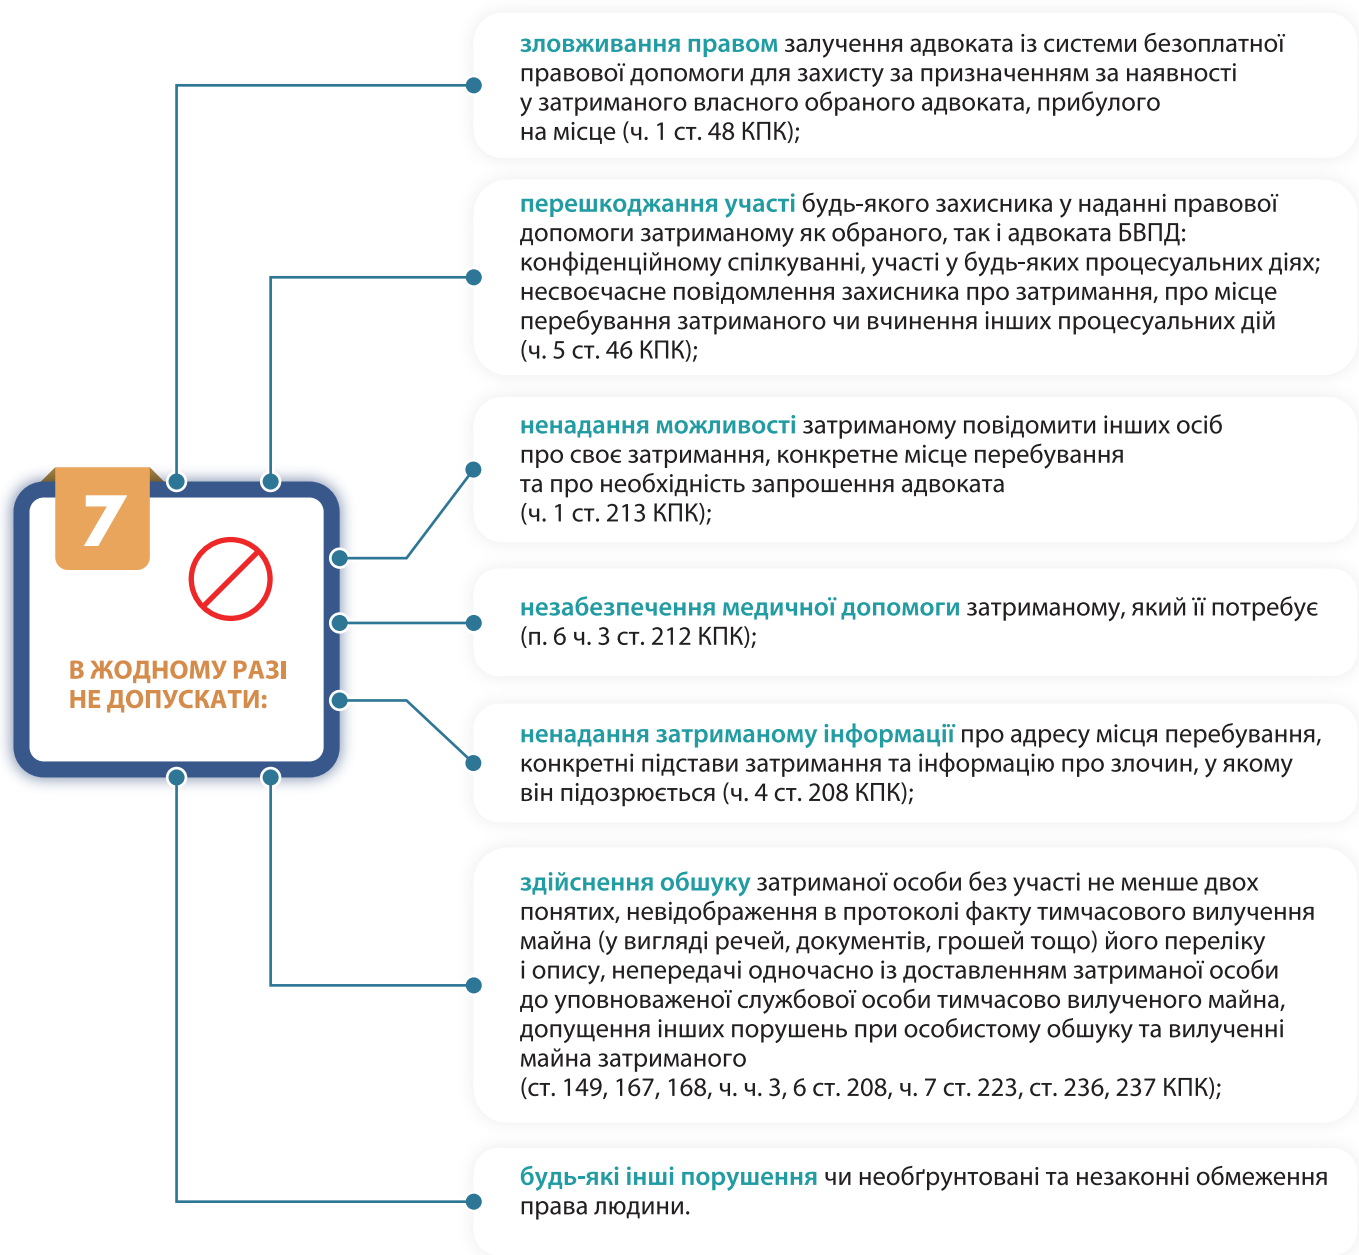 зловживання правом залучення адвоката із системи безоплатної
правової допомоги для захисту за призначенням за наявності
у затриманого власного обраного адвоката, прибулого
на місце (ч. 1 ст. 48 КПК);
перешкоджання участі будь-якого захисника у наданні правової
допомоги затриманому як обраного, так і адвоката БВПД:
конфіденційному спілкуванні, участі у будь-яких процесуальних діях;
несвоєчасне повідомлення захисника про затримання, про місце
перебування затриманого чи вчинення інших процесуальних дій
(ч. 5 ст. 46 КПК);
ненадання можливості затриманому повідомити інших осіб
про своє затримання, конкретне місце перебування
та про необхідність запрошення адвоката
(ч. 1 ст. 213 КПК);
7
В ЖОДНОМУ РАЗІ
НЕ ДОПУСКАТИ:
незабезпечення медичної допомоги затриманому, який її потребує
(п. 6 ч. 3 ст. 212 КПК);
ненадання затриманому інформації про адресу місця перебування,
конкретні підстави затримання та інформацію про злочин, у якому
він підозрюється (ч. 4 ст. 208 КПК);
здійснення обшуку затриманої особи без участі не менше двох
понятих, невідображення в протоколі факту тимчасового вилучення
майна (у вигляді речей, документів, грошей тощо) його переліку
і опису, непередачі одночасно із доставленням затриманої особи
до уповноваженої службової особи тимчасово вилученого майна,
допущення інших порушень при особистому обшуку та вилученні
майна затриманого
(ст. 149, 167, 168, ч. ч. 3, 6 ст. 208, ч. 7 ст. 223, ст. 236, 237 КПК);
будь-які інші порушення чи необґрунтовані та незаконні обмеження
права людини.